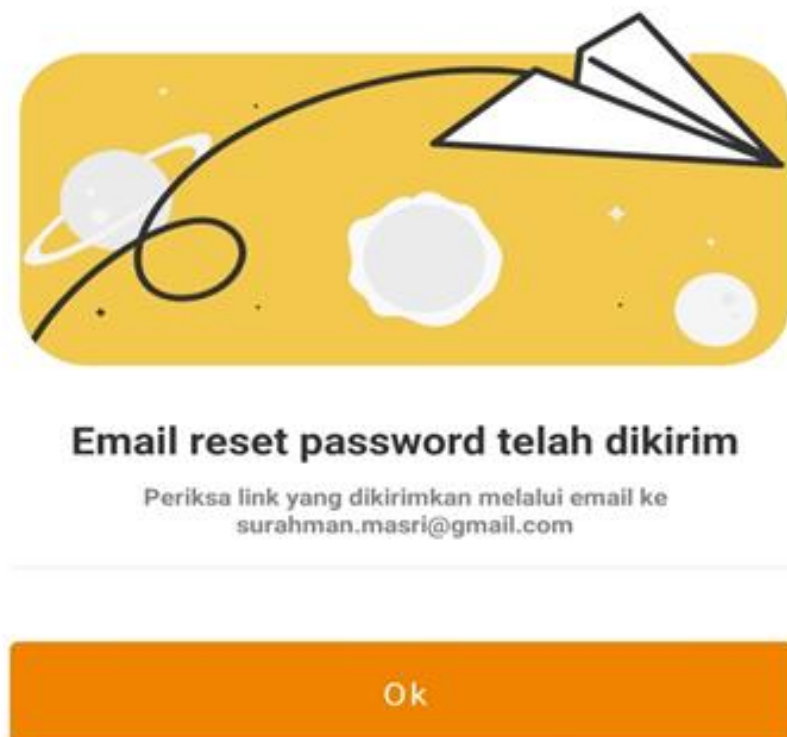 Email reset password telah dikirim
Periksa link yang dikirimkan melalui email ke
surahman.masri@gmail.com
Ok